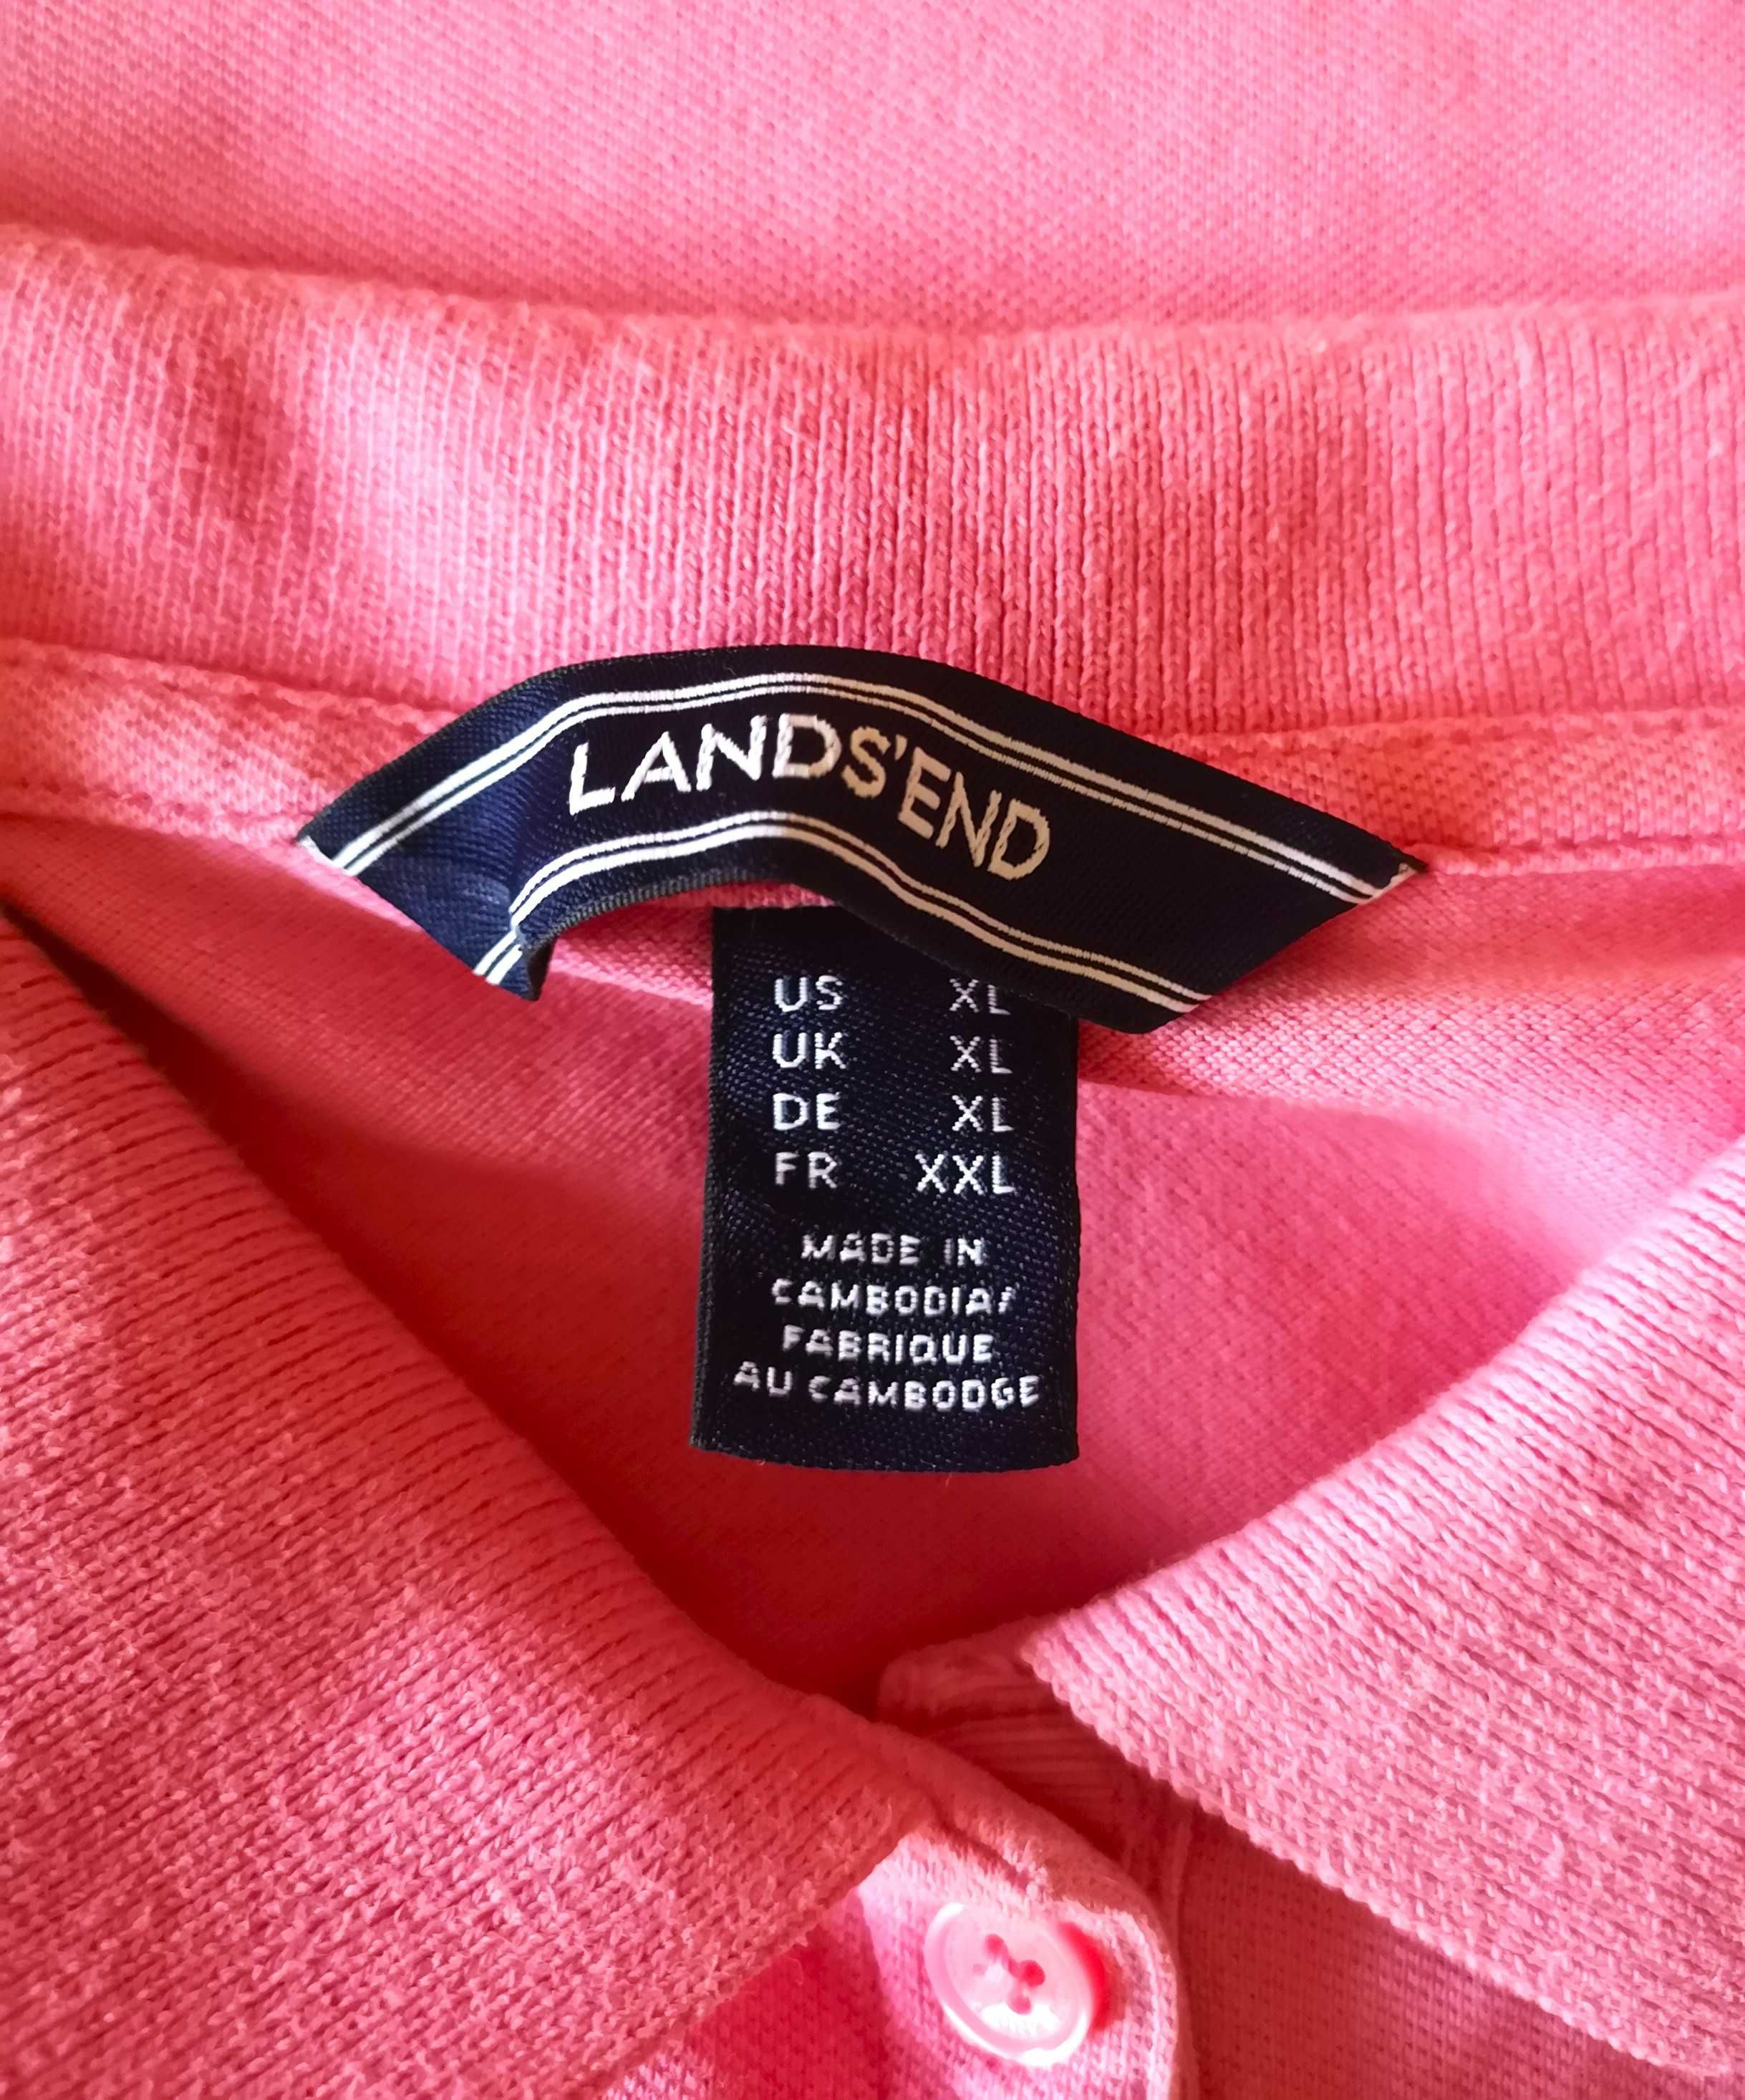 LANDS'END
US XL
UK XL
DE XL
FR XXL
MADE IN
CAMBODIA/
FABRIQUE
AU CAMBODGE